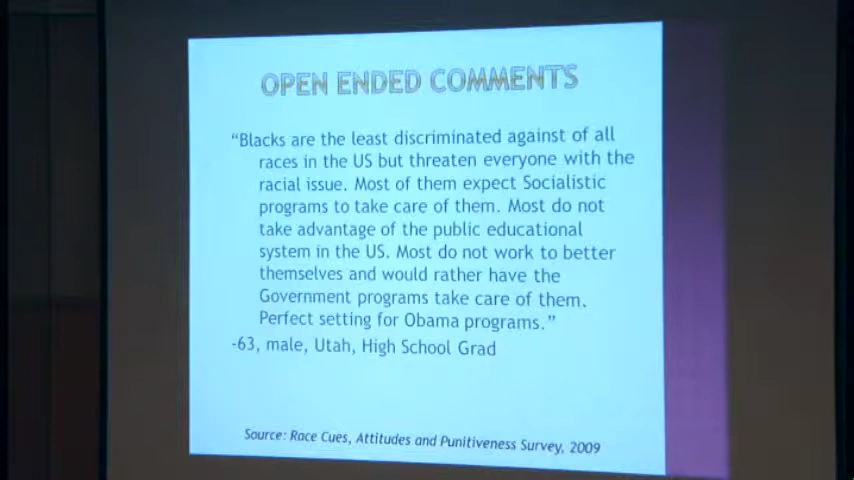 OPEN ENDED COMMENTS
“Blacks are the least discriminated against of all
races in the US but threaten everyone with the
racial issue. Most of them expect Socialistic
programs to take care of them. Most do not
take advantage of the public educational
system in the US. Most do not work to better
themselves and would rather have the
Government programs take care of them.
Perfect setting for Obama programs.”
-63, male, Utah, High School Grad
Source: Race Cues, Attitudes and Punitiveness Survey, 2009